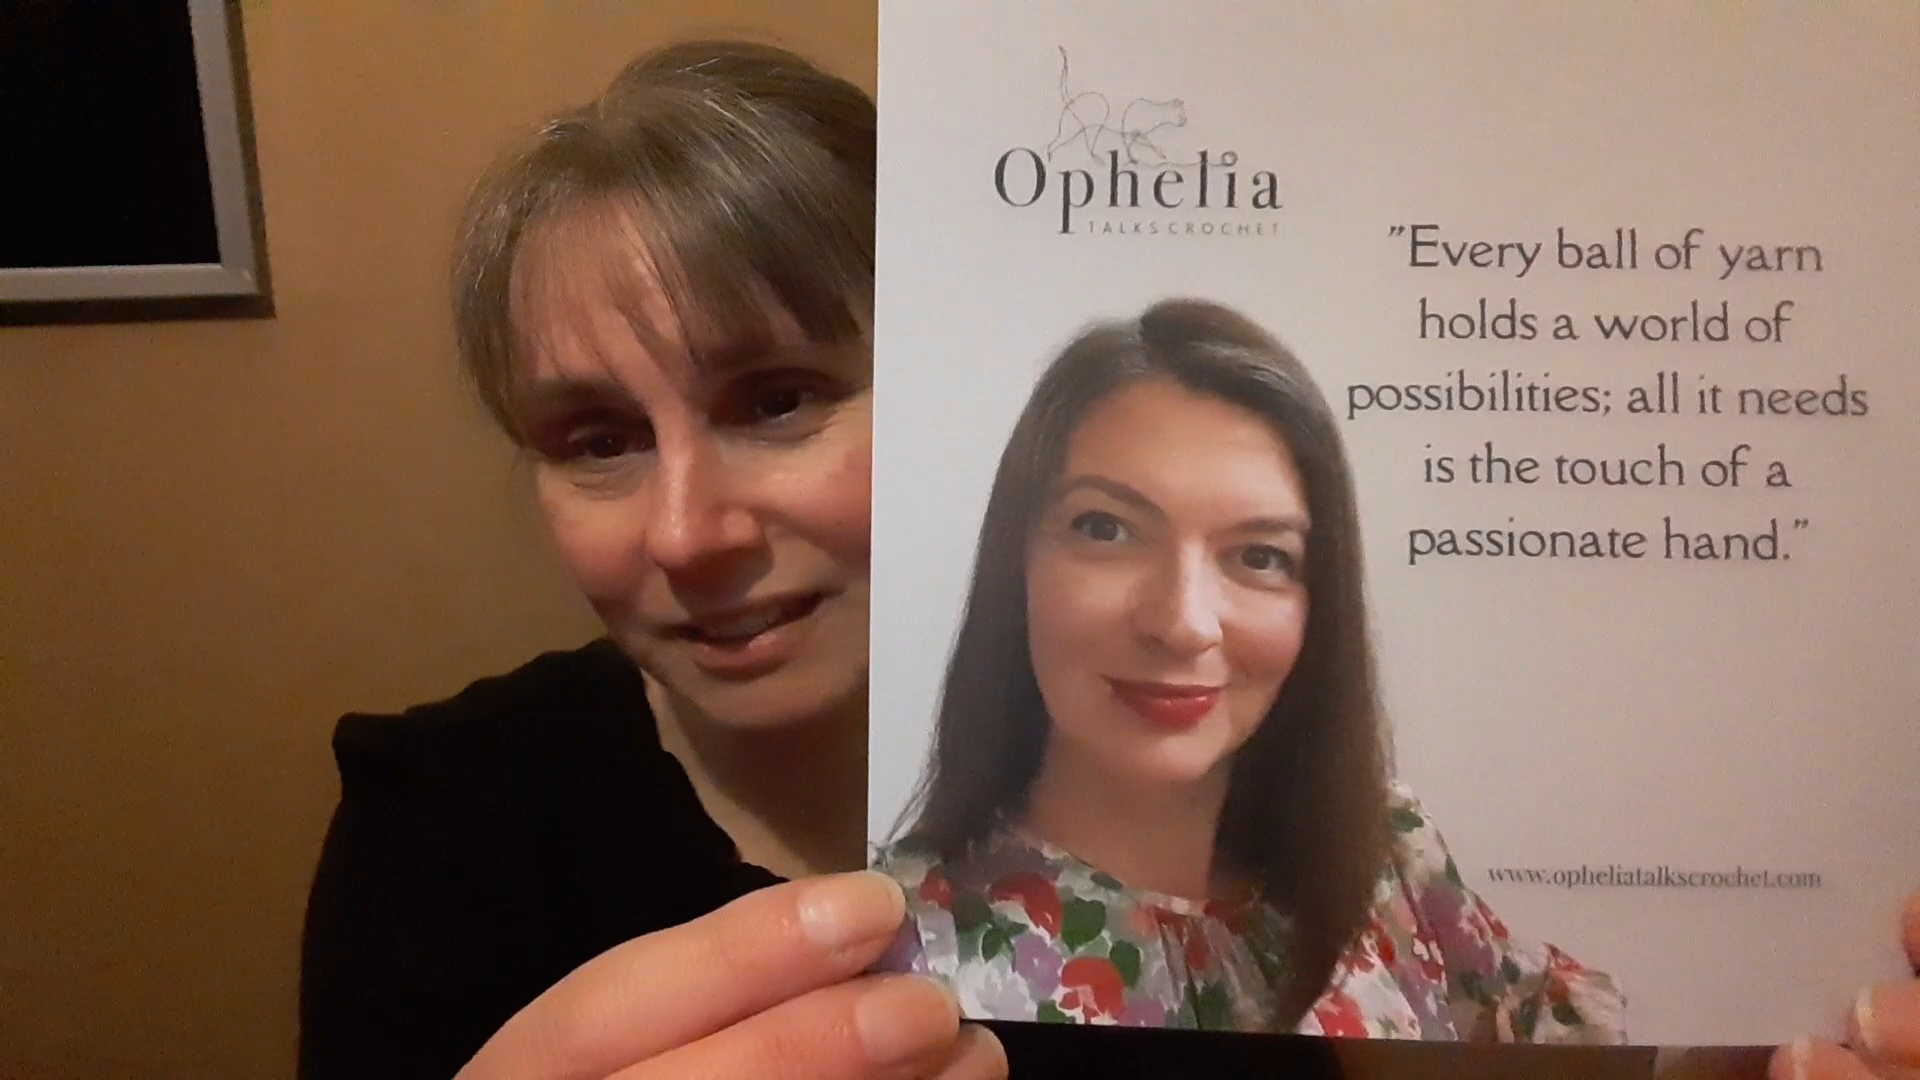 Ophelia
TALKS CROCHET
"Every ball of yarn
holds a world of
possibilities; all it needs
is the touch of a
passionate hand."
www.opheliatalkscrochet.com